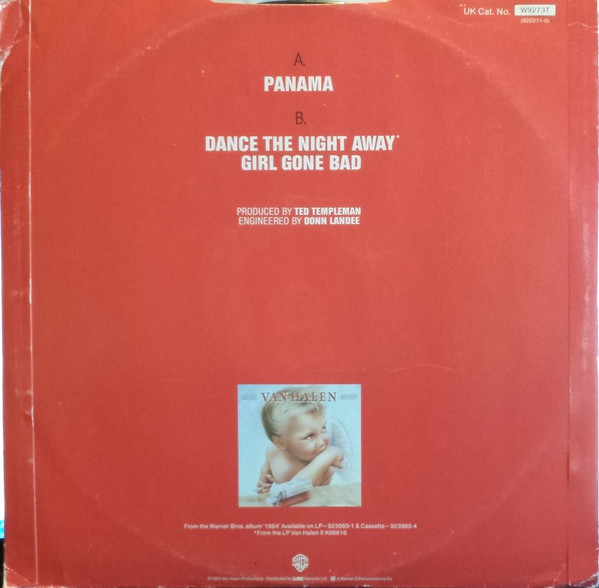 UK Cat. No. W9273T
(920211-0)
A.
PANAMA
B.
DANCE THE NIGHT AWAY*
GIRL GONE BAD
PRODUCED BY TED TEMPLEMAN
ENGINEERED BY DONN LANDEE
VAN HALEN
From the Warner Bros. album '1984' Available on LP – 923985-1 & Cassette – 923985-4
*From the LP Van Halen II K56616